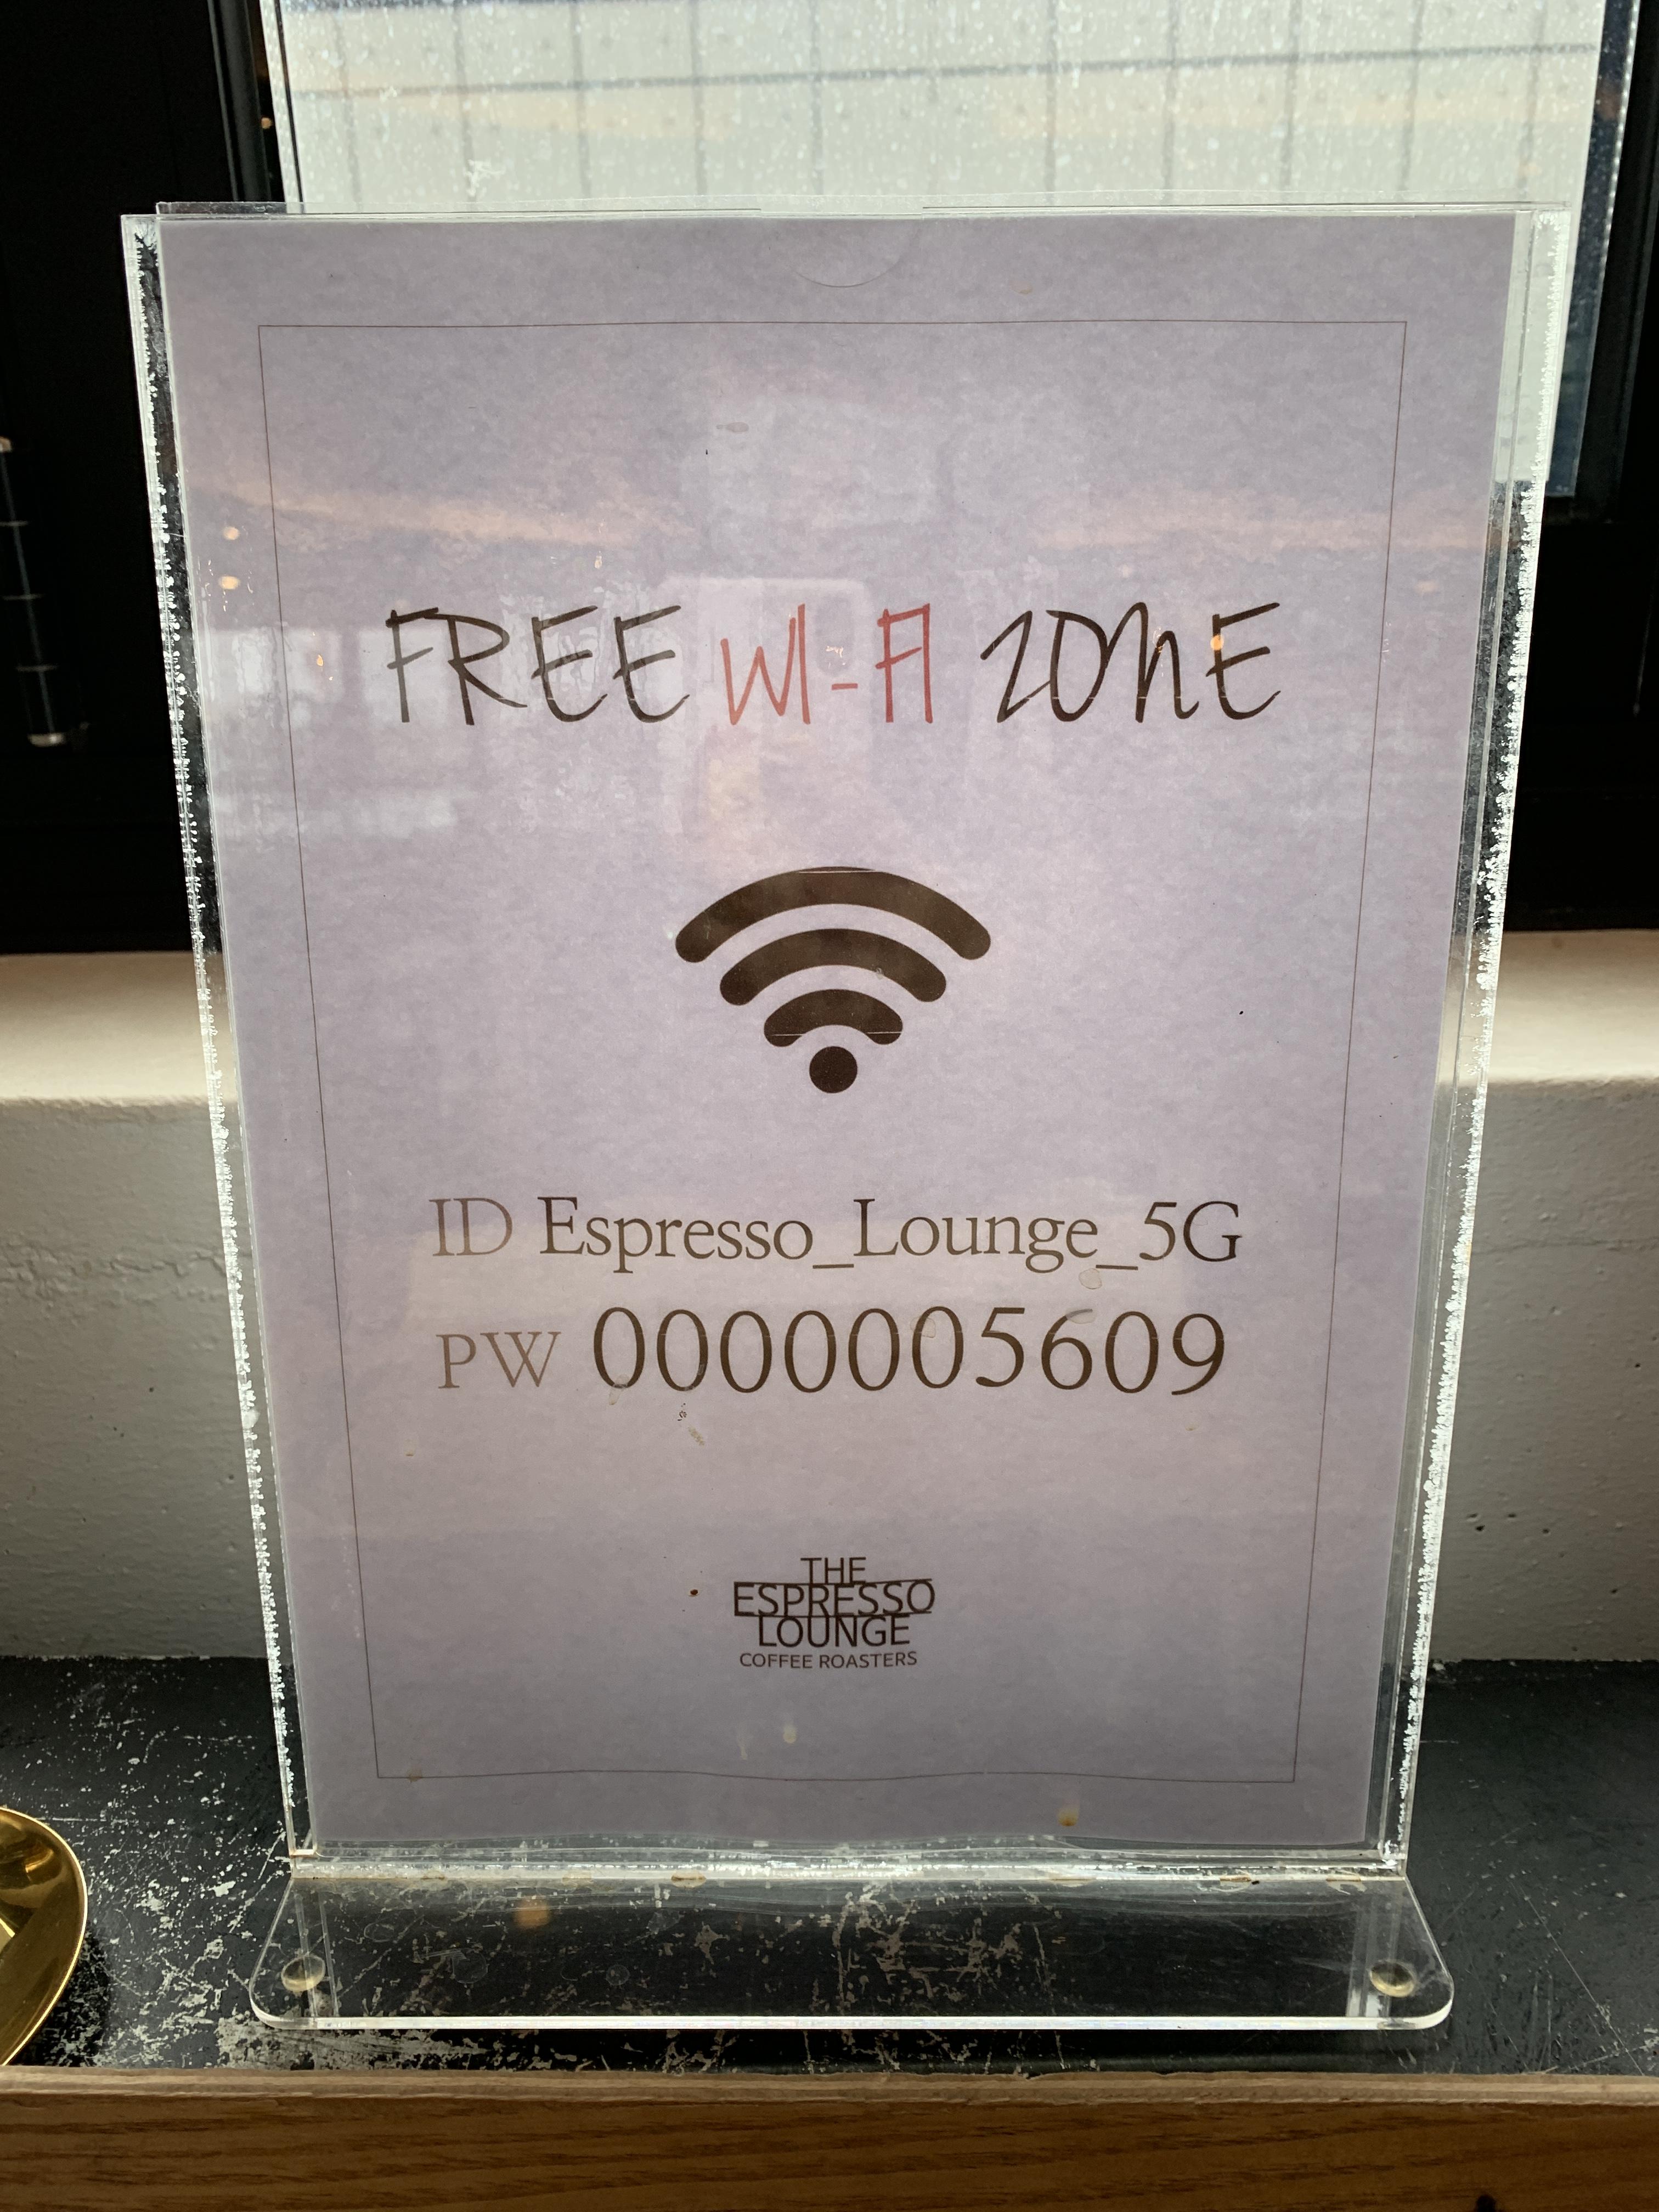 FREE WI-FI ZONE
ID Espresso_Lounge_5G
PW 0000005609
THE
ESPRESSO
LOUNGE
COFFEE ROASTERS